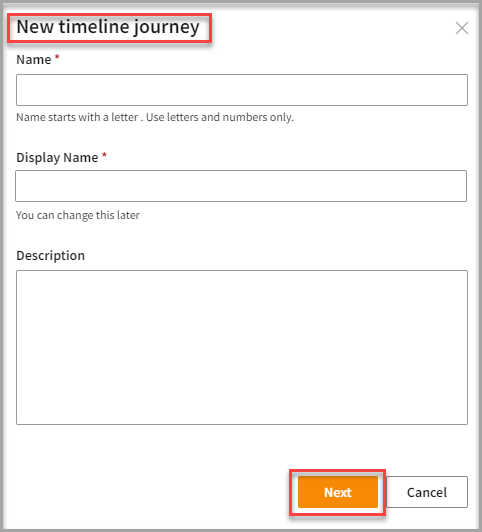 New timeline journey
Name *
Name starts with a letter . Use letters and numbers only.
Display Name *
You can change this later
Description
Next
Cancel